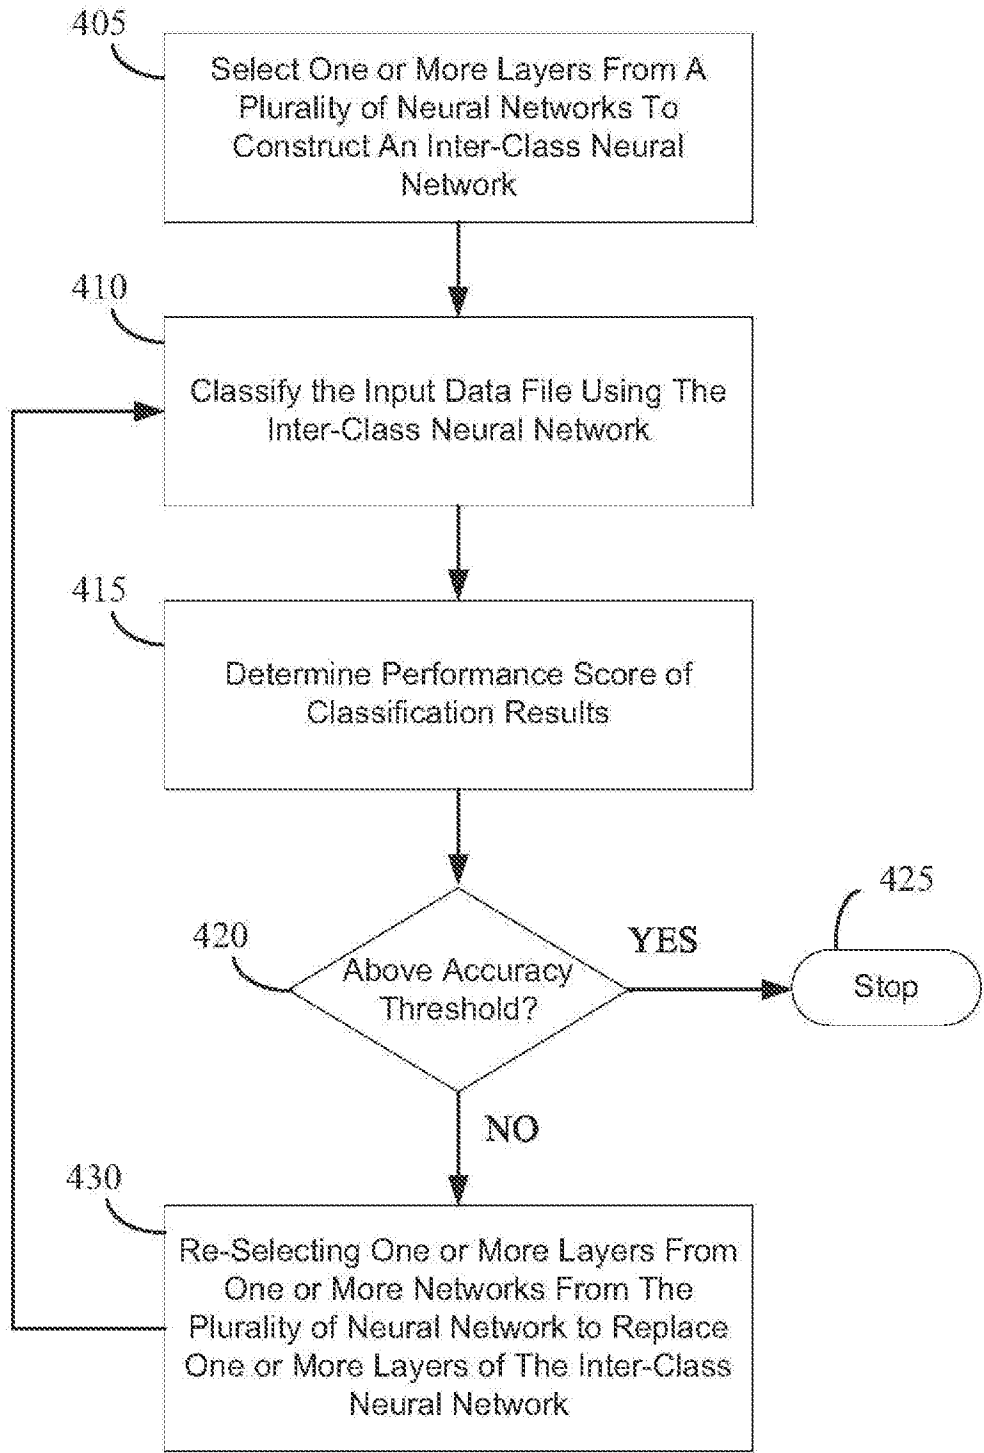 405
Select One or More Layers From A
Plurality of Neural Networks To
Construct An Inter-Class Neural
Network
410
Classify the Input Data File Using The
Inter-Class Neural Network
415
Determine Performance Score of
Classification Results
420
Above Accuracy
Threshold?
YES
425
Stop
NO
430
Re-Selecting One or More Layers From
One or More Networks From The
Plurality of Neural Network to Replace
One or More Layers of The Inter-Class
Neural Network